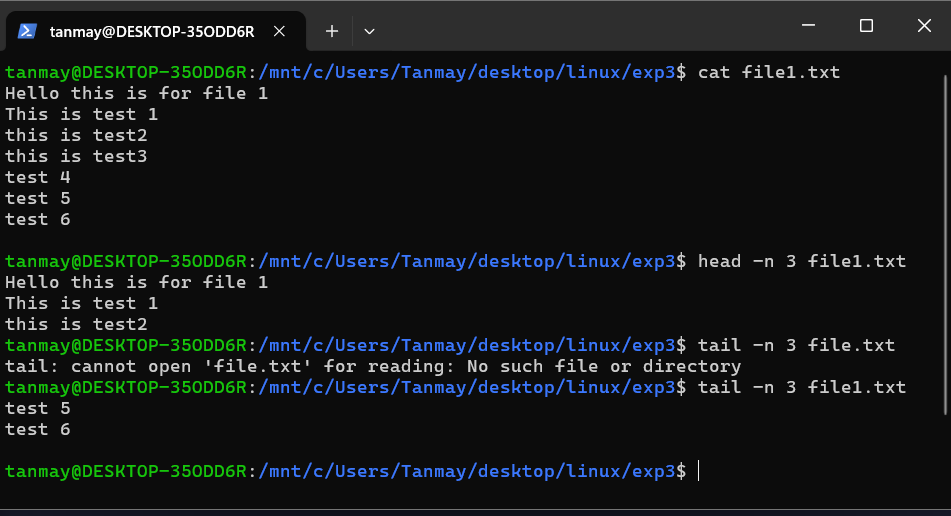 tanmay@DESKTOP-35ODD6R
tanmay@DESKTOP-35ODD6R:/mnt/c/Users/Tanmay/desktop/linux/exp3$ cat file1.txt
Hello this is for file 1
This is test 1
this is test2
this is test3
test 4
test 5
test 6
tanmay@DESKTOP-35ODD6R:/mnt/c/Users/Tanmay/desktop/linux/exp3$ head -n 3 file1.txt
Hello this is for file 1
This is test 1
this is test2
tanmay@DESKTOP-35ODD6R:/mnt/c/Users/Tanmay/desktop/linux/exp3$ tail -n 3 file.txt
tail: cannot open 'file.txt' for reading: No such file or directory
tanmay@DESKTOP-35ODD6R:/mnt/c/Users/Tanmay/desktop/linux/exp3$ tail -n 3 file1.txt
test 5
test 6
tanmay@DESKTOP-35ODD6R:/mnt/c/Users/Tanmay/desktop/linux/exp3$